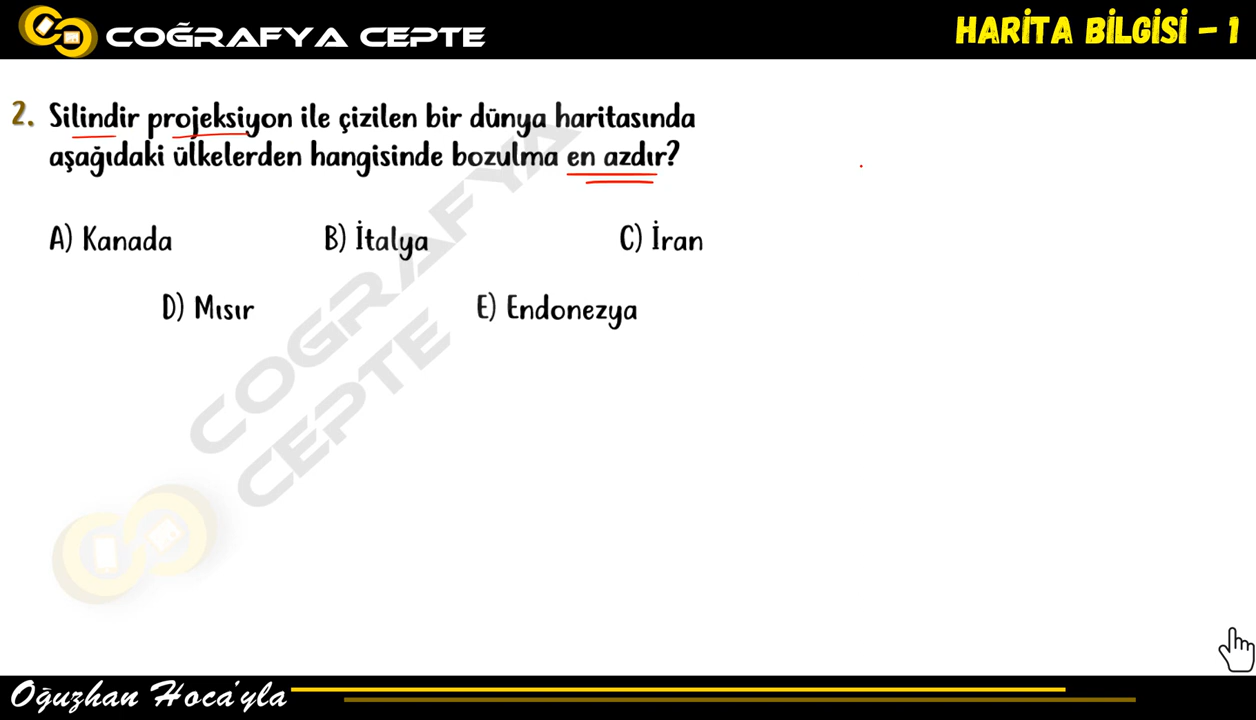 COĞRAFYA CEPTE
HARİTA BİLGİSİ – 1
2. Silindir projeksiyon ile çizilen bir dünya haritasında
aşağıdaki ülkelerden hangisinde bozulma en azdır?
A) Kanada B) İtalya C) İran
D) Mısır E) Endonezya
COĞRAFYA
CEPTE
Oğuzhan Hoca'yla